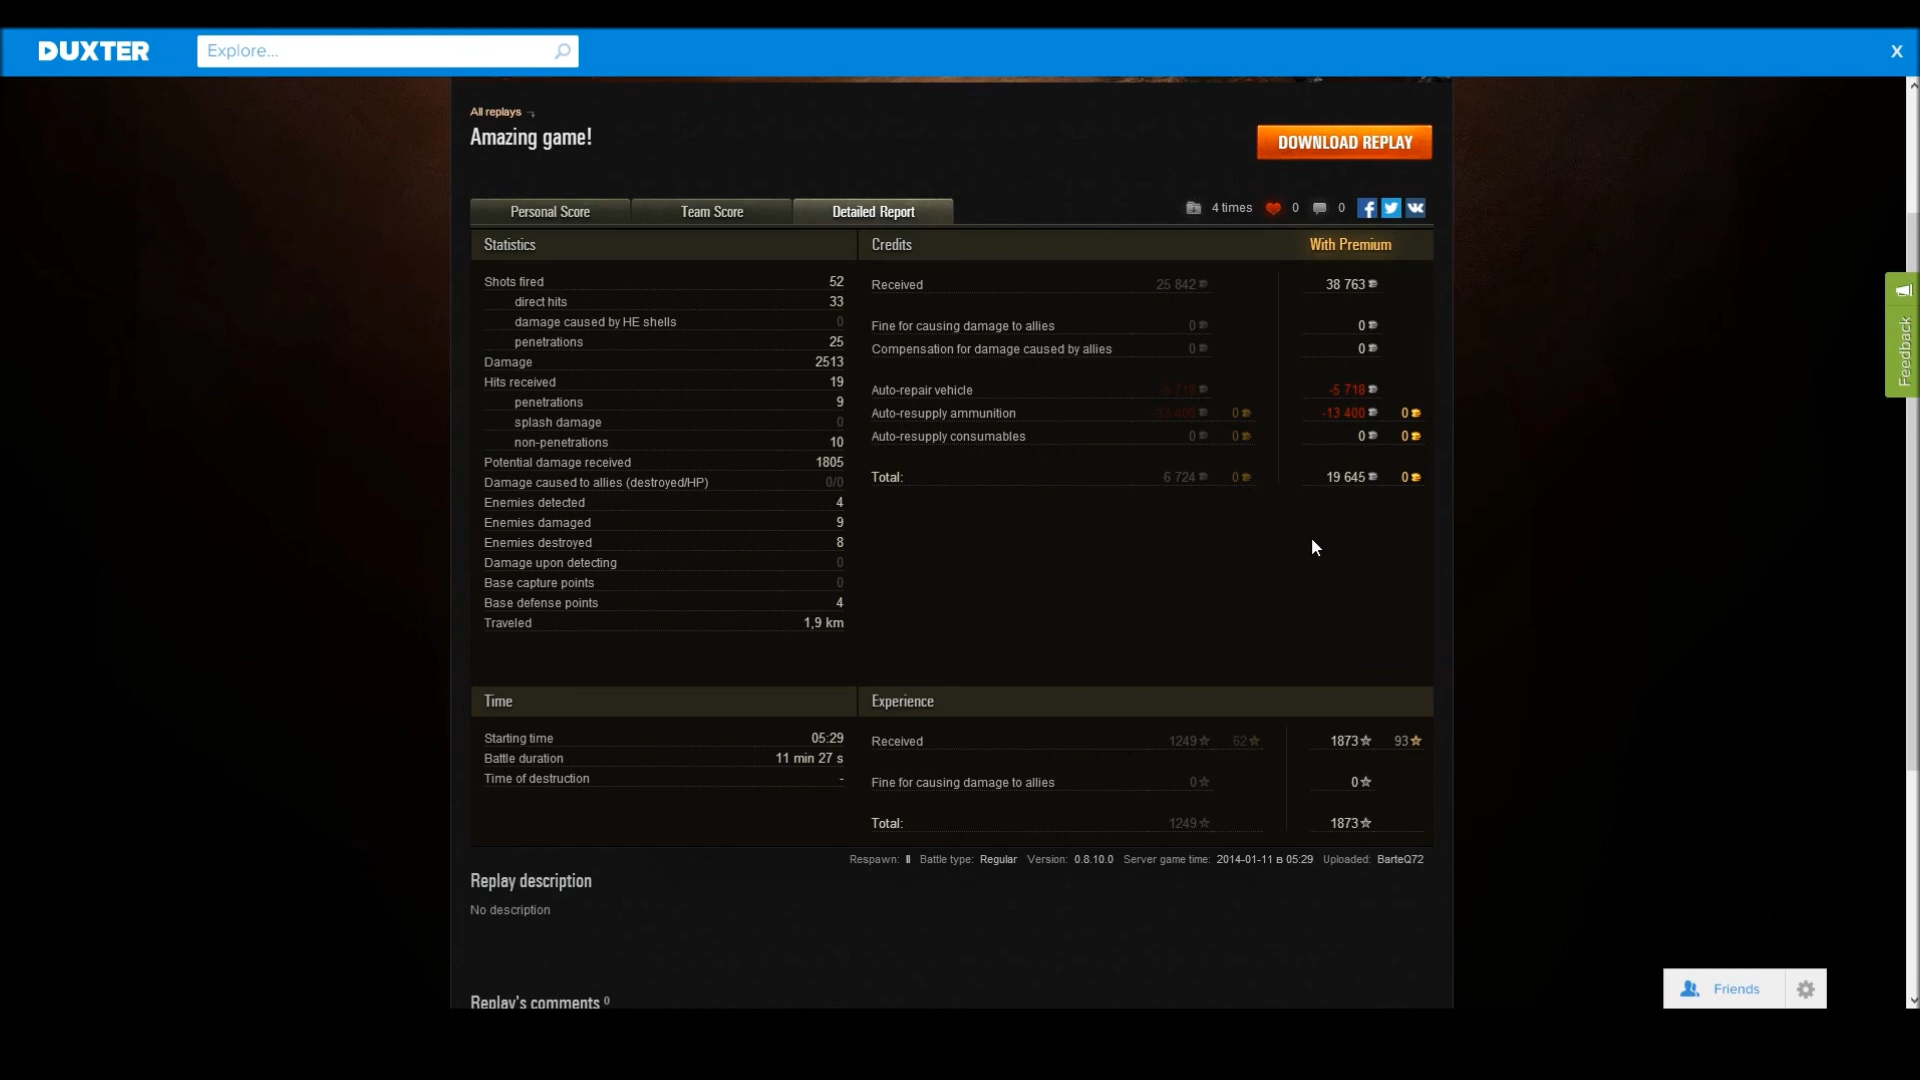 DUXTER
Explore...
X
All replays
Amazing game!
DOWNLOAD REPLAY
Personal Score
Team Score
Detailed Report
4 times 0 0
Statistics
Shots fired 52
direct hits 33
damage caused by HE shells 0
penetrations 25
Damage 2513
Hits received 19
penetrations 9
splash damage 0
non-penetrations 10
Potential damage received 1805
Damage caused to allies (destroyed/HP) 0/0
Enemies detected 4
Enemies damaged 9
Enemies destroyed 8
Damage upon detecting 0
Base capture points 0
Base defense points 4
Traveled 1,9 km
Credits With Premium
Received 25 842 38 763
Fine for causing damage to allies 0 0
Compensation for damage caused by allies 0 0
Auto-repair vehicle -5 718 -5 718
Auto-resupply ammunition -13 400 0 -13 400 0
Auto-resupply consumables 0 0 0 0
Total: 6 724 0 19 645 0
Feedback
Time
Starting time 05:29
Battle duration 11 min 27 s
Time of destruction -
Experience
Received 1249 62 1873 93
Fine for causing damage to allies 0 0
Total: 1249 1873
Respawn: II Battle type: Regular Version: 0.8.10.0 Server game time: 2014-01-11 в 05:29 Uploaded: BarteQ72
Replay description
No description
Replay's comments 0
Friends